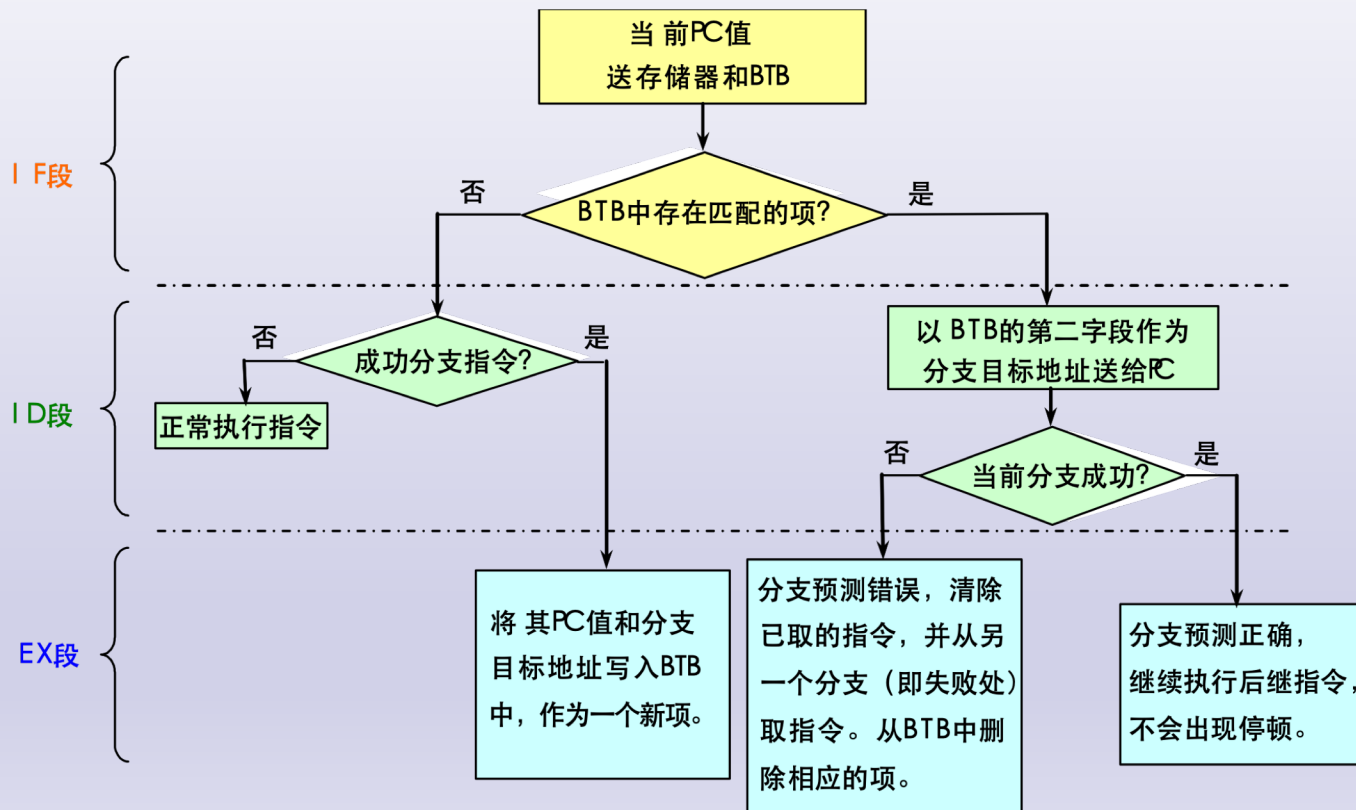 当前PC值
送存储器和BTB
IF段
否
BTB中存在匹配的项?
是
否
成功分支指令?
是
以BTB的第二字段作为
分支目标地址送给PC
ID段
正常执行指令
否
当前分支成功?
是
EX段
将其PC值和分支
目标地址写入BTB
中，作为一个新项。
分支预测错误，清除
已取的指令，并从另
一个分支（即失败处）
取指令。从BTB中删
除相应的项。
分支预测正确，
继续执行后继指令，
不会出现停顿。